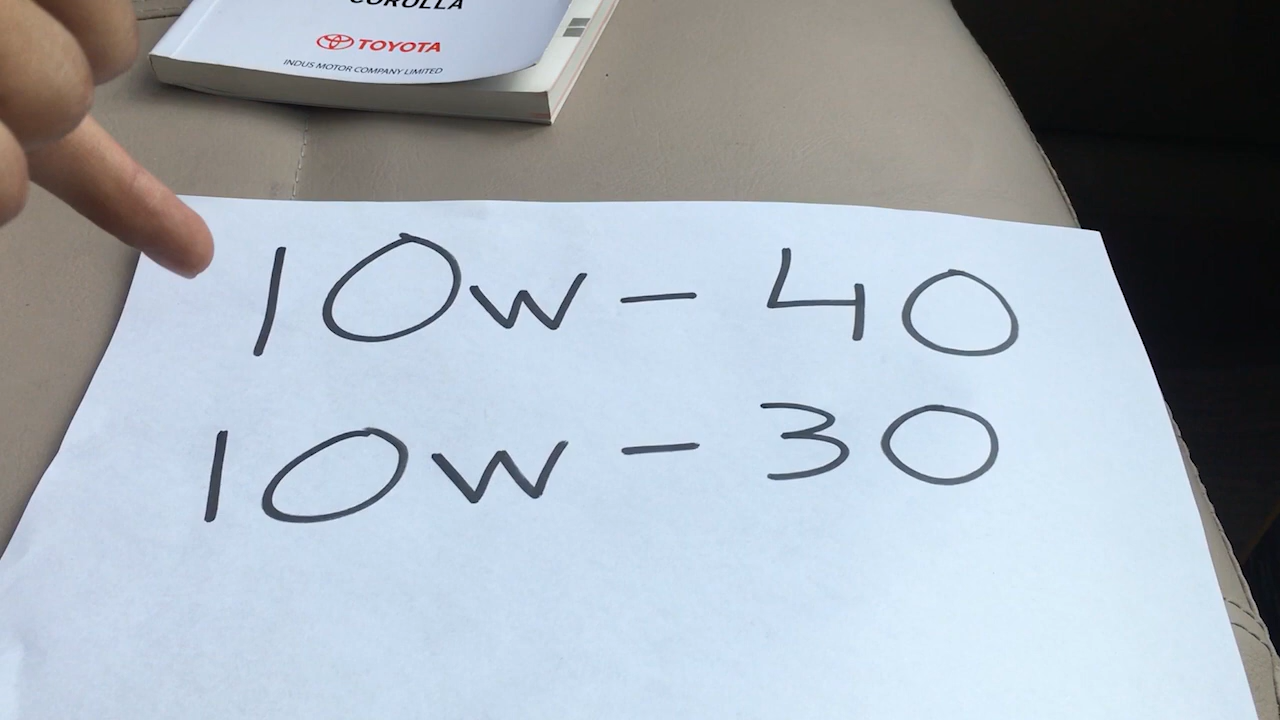 COROLLA
TOYOTA
INDUS MOTOR COMPANY LIMITED
10w - 40
10w - 30